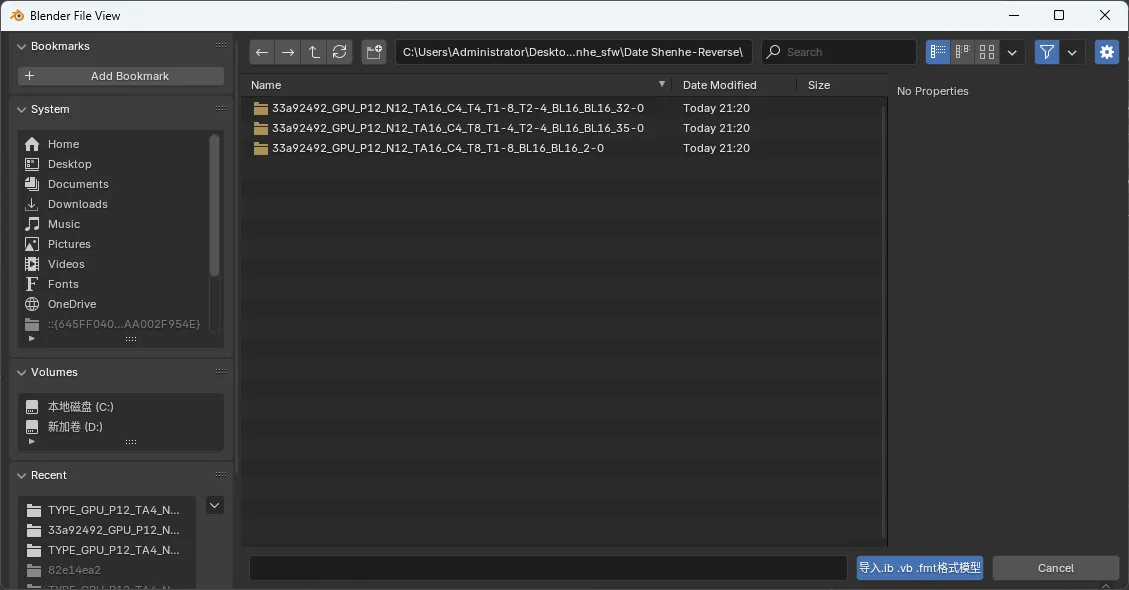 Blender File View
Bookmarks
Add Bookmark
System
Home
Desktop
Documents
Downloads
Music
Pictures
Videos
Fonts
OneDrive
::{645FF040...AA002F954E}
Volumes
本地磁盘 (C:)
新加卷 (D:)
Recent
TYPE_GPU_P12_TA4_N...
33a92492_GPU_P12_N...
TYPE_GPU_P12_TA4_N...
82e14ea2
TYPE_GPU_P12_TA4_N...
C:\Users\Administrator\Deskto...nhe_sfw\Date Shenhe-Reverse\
Search
Name Date Modified Size
33a92492_GPU_P12_N12_TA16_C4_T4_T1-8_T2-4_BL16_BL16_32-0 Today 21:20
33a92492_GPU_P12_N12_TA16_C4_T8_T1-4_T2-4_BL16_BL16_35-0 Today 21:20
33a92492_GPU_P12_N12_TA16_C4_T8_T1-8_BL16_BL16_2-0 Today 21:20
No Properties
导入.ib .vb .fmt格式模型
Cancel